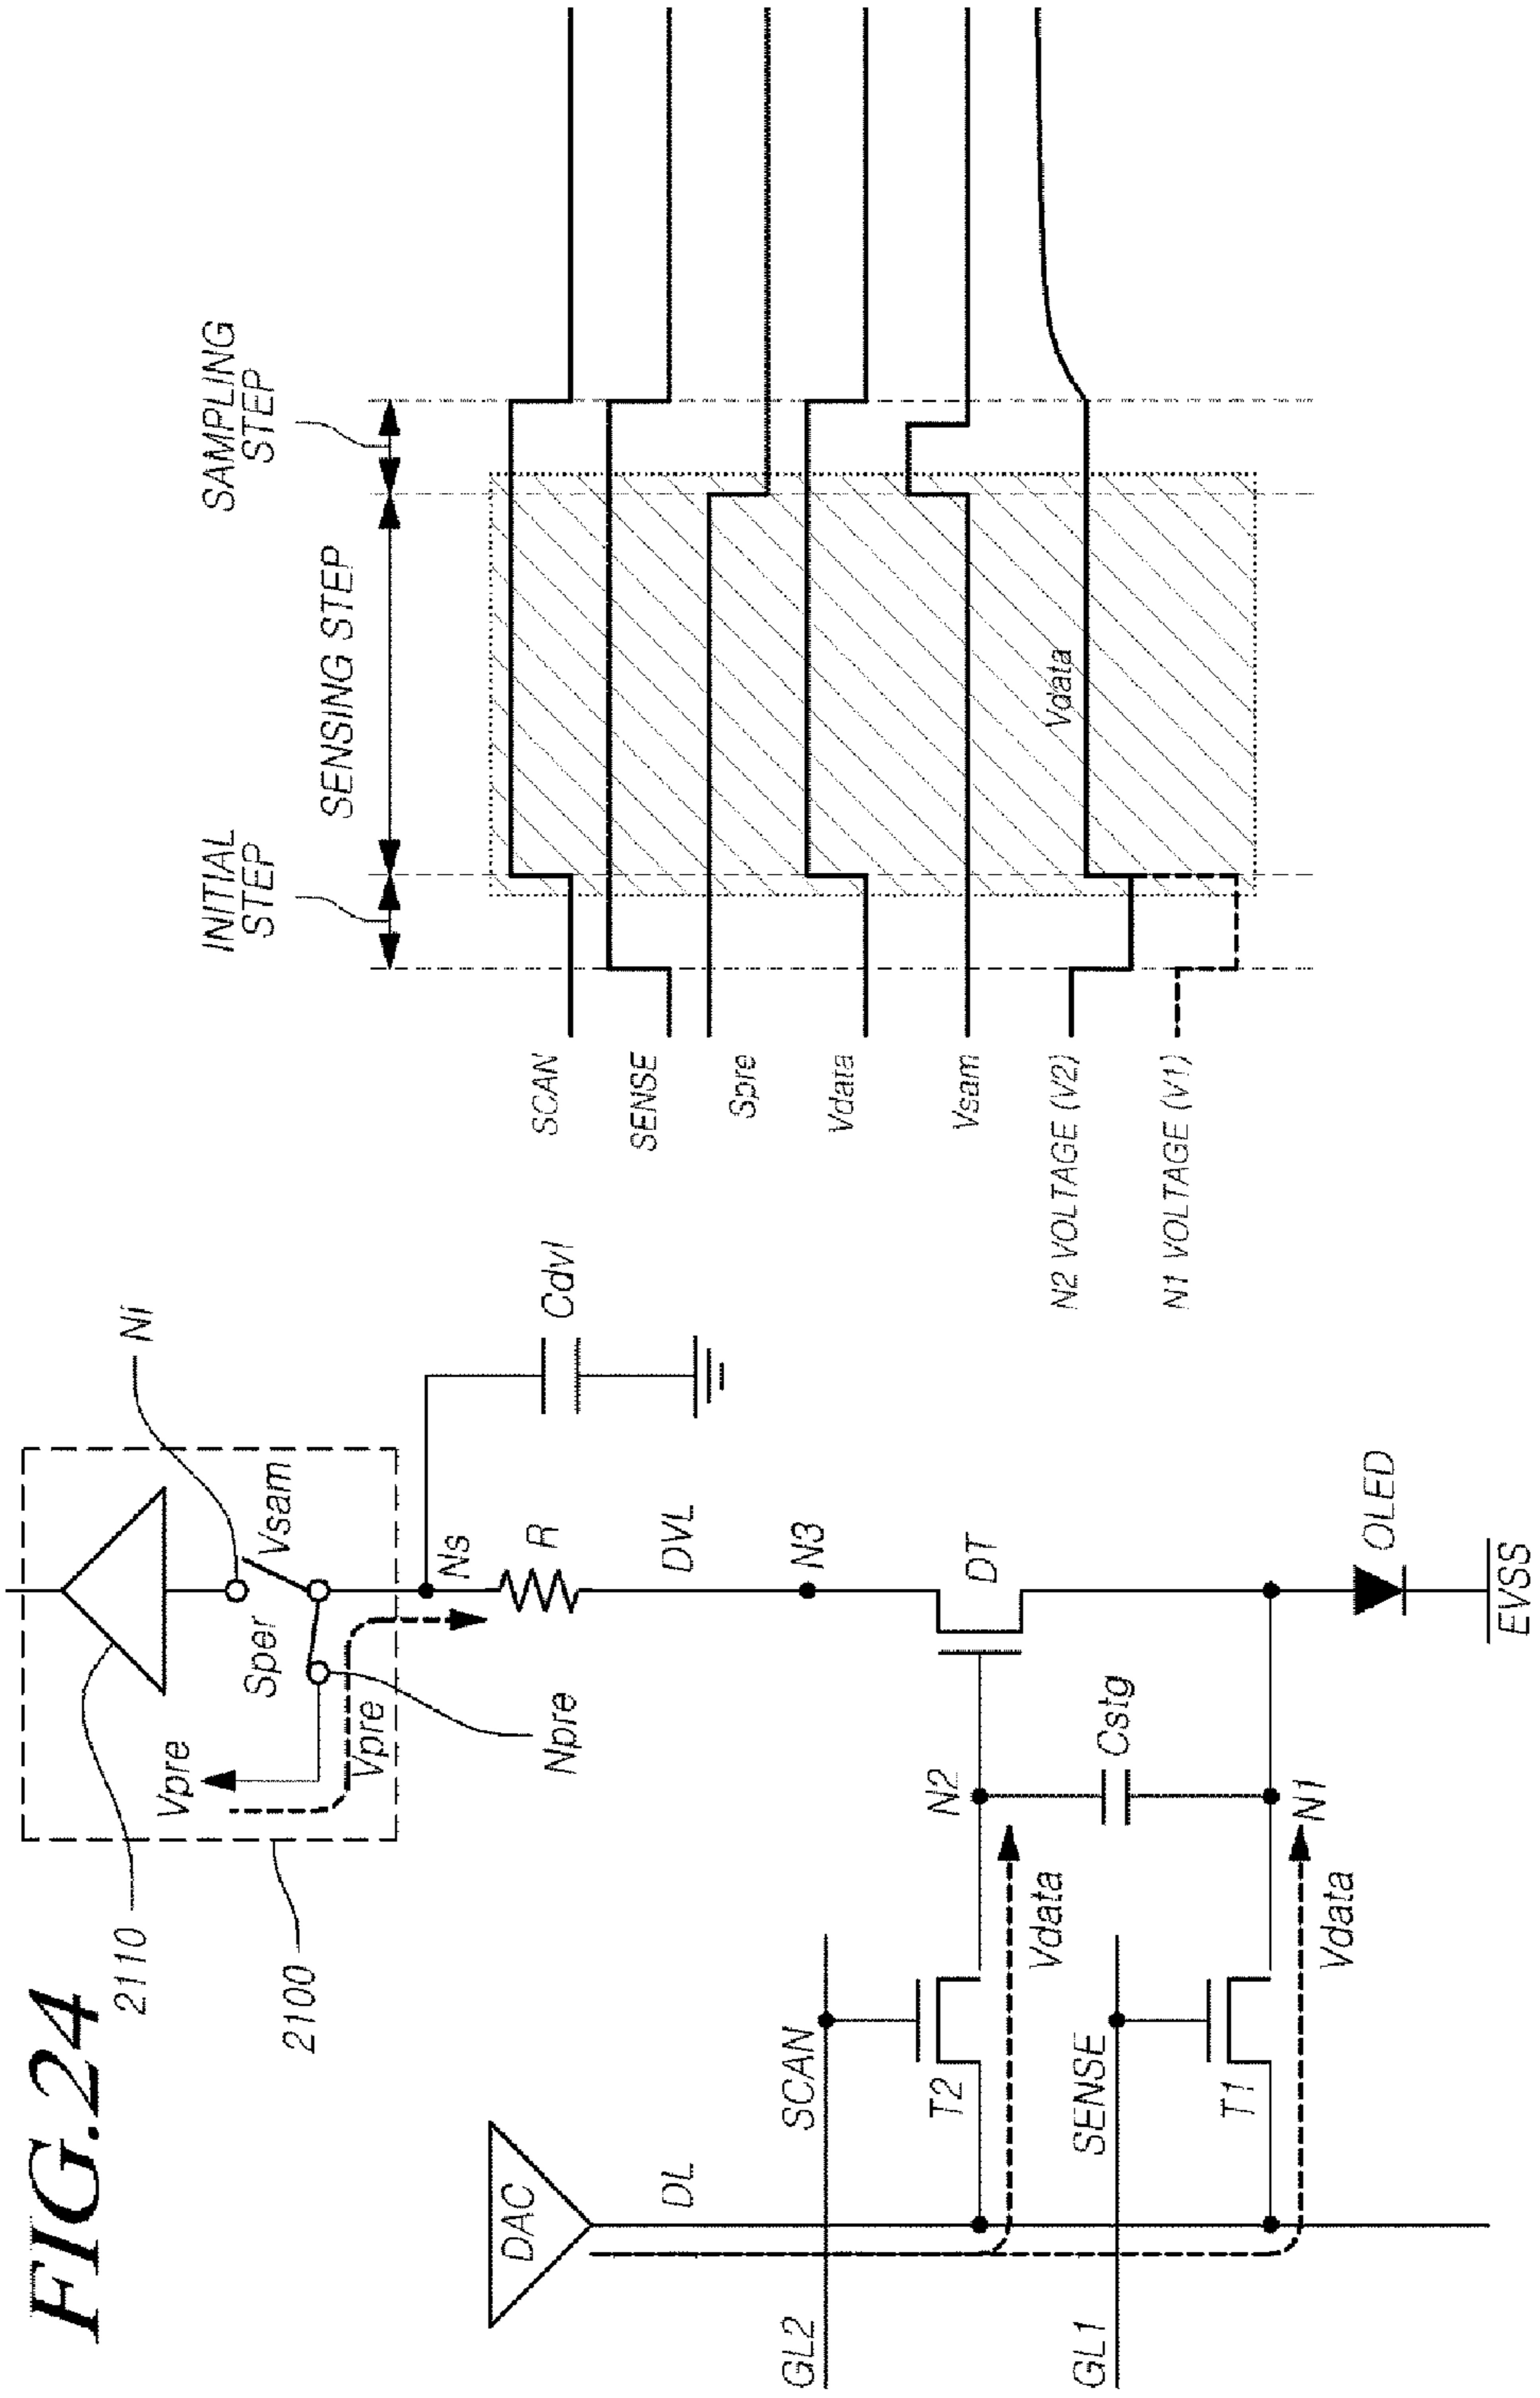 FIG.24
2110
2100
Ni
Vpre
Sper
Vsam
Vpre
Npre
Ns
Cdvl
R
DVL
N3
DAC
DL
GL2
SCAN
T2
N2
DT
Vdata
Cstg
GL1
SENSE
T1
N1
Vdata
OLED
EVSS
INITIAL
STEP
SENSING STEP
SAMPLING
STEP
SCAN
SENSE
Spre
Vdata
Vsam
N2 VOLTAGE (V2)
Vdata
N1 VOLTAGE (V1)